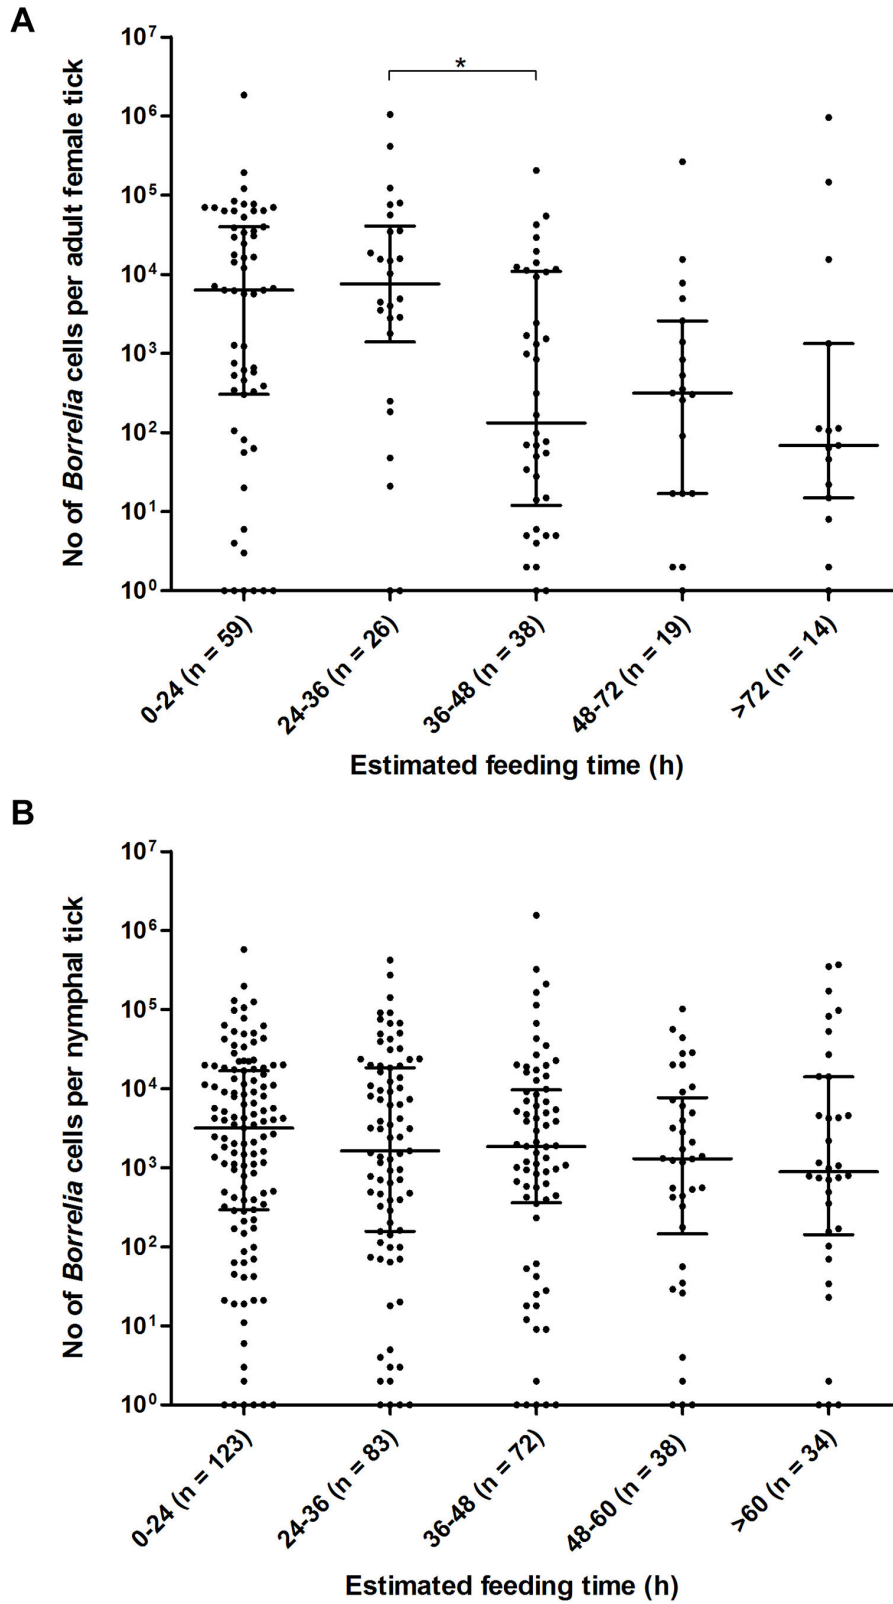 A
No of Borrelia cells per adult female tick
10⁷
10⁶
10⁵
10⁴
10³
10²
10¹
10⁰
*
0-24 (n = 59)
24-36 (n = 26)
36-48 (n = 38)
48-72 (n = 19)
>72 (n = 14)
Estimated feeding time (h)
B
No of Borrelia cells per nymphal tick
10⁷
10⁶
10⁵
10⁴
10³
10²
10¹
10⁰
0-24 (n = 123)
24-36 (n = 83)
36-48 (n = 72)
48-60 (n = 38)
>60 (n = 34)
Estimated feeding time (h)